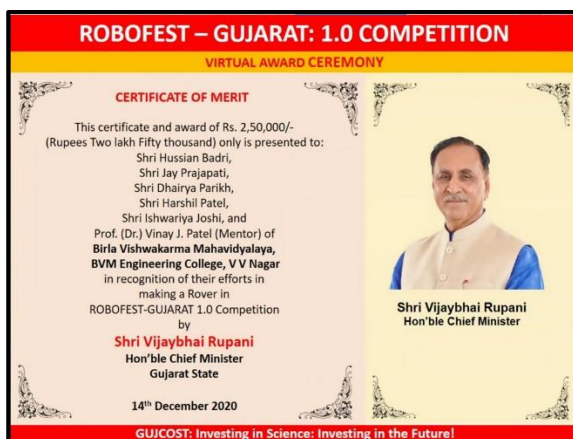 ROBOFEST – GUJARAT: 1.0 COMPETITION
VIRTUAL AWARD CEREMONY
CERTIFICATE OF MERIT
This certificate and award of Rs. 2,50,000/-
(Rupees Two lakh Fifty thousand) only is presented to:
Shri Hussian Badri,
Shri Jay Prajapati,
Shri Dhairya Parikh,
Shri Harshil Patel,
Shri Ishwariya Joshi, and
Prof. (Dr.) Vinay J. Patel (Mentor) of
Birla Vishwakarma Mahavidyalaya,
BVM Engineering College, V V Nagar
in recognition of their efforts in
making a Rover in
ROBOFEST-GUJARAT 1.0 Competition
by
Shri Vijaybhai Rupani
Hon'ble Chief Minister
Gujarat State
14th December 2020
Shri Vijaybhai Rupani
Hon'ble Chief Minister
GUJCOST: Investing in Science: Investing in the Future!